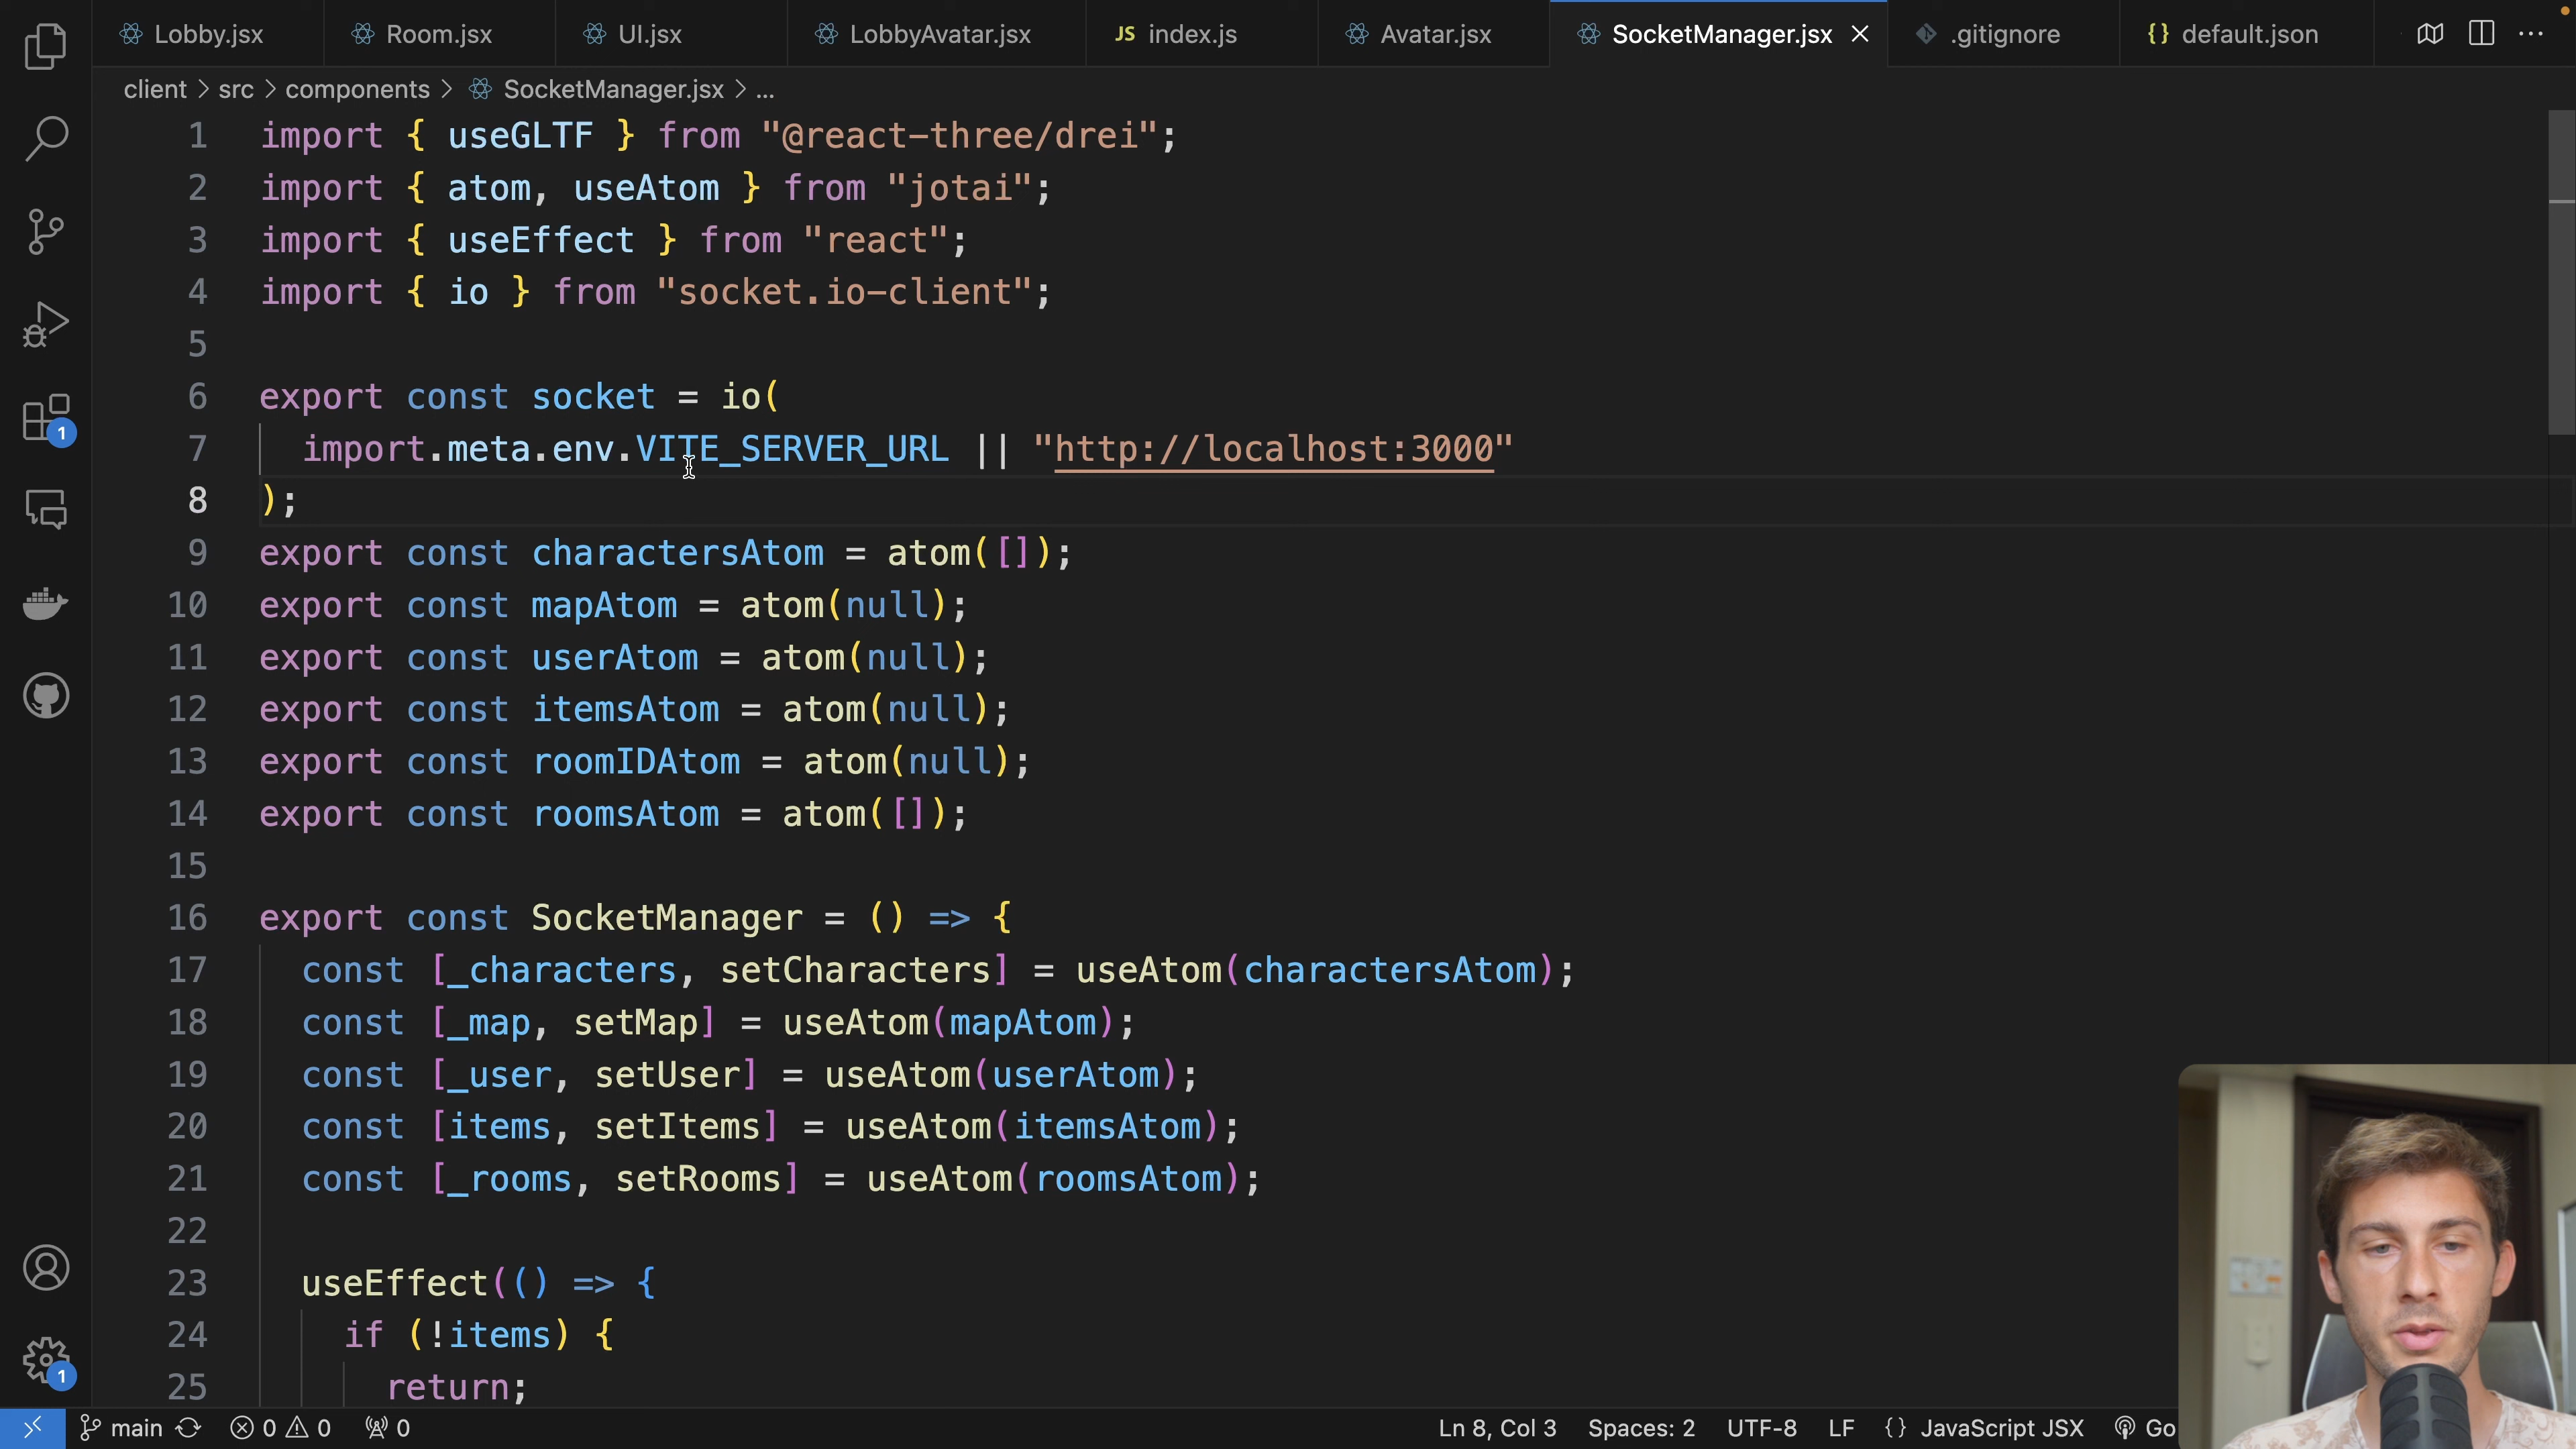 Lobby.jsx Room.jsx UI.jsx LobbyAvatar.jsx JS index.js Avatar.jsx SocketManager.jsx .gitignore {} default.json ...
client > src > components > SocketManager.jsx > ...
1 import { useGLTF } from "@react-three/drei";
2 import { atom, useAtom } from "jotai";
3 import { useEffect } from "react";
4 import { io } from "socket.io-client";
5
6 export const socket = io(
7 import.meta.env.VITE_SERVER_URL || "http://localhost:3000"
8 );
9 export const charactersAtom = atom([]);
10 export const mapAtom = atom(null);
11 export const userAtom = atom(null);
12 export const itemsAtom = atom(null);
13 export const roomIDAtom = atom(null);
14 export const roomsAtom = atom([]);
15
16 export const SocketManager = () => {
17 const [_characters, setCharacters] = useAtom(charactersAtom);
18 const [_map, setMap] = useAtom(mapAtom);
19 const [_user, setUser] = useAtom(userAtom);
20 const [items, setItems] = useAtom(itemsAtom);
21 const [_rooms, setRooms] = useAtom(roomsAtom);
22
23 useEffect(() => {
24 if (!items) {
25 return;
1
1
main 0 0 0 Ln 8, Col 3 Spaces: 2 UTF-8 LF {} JavaScript JSX Go